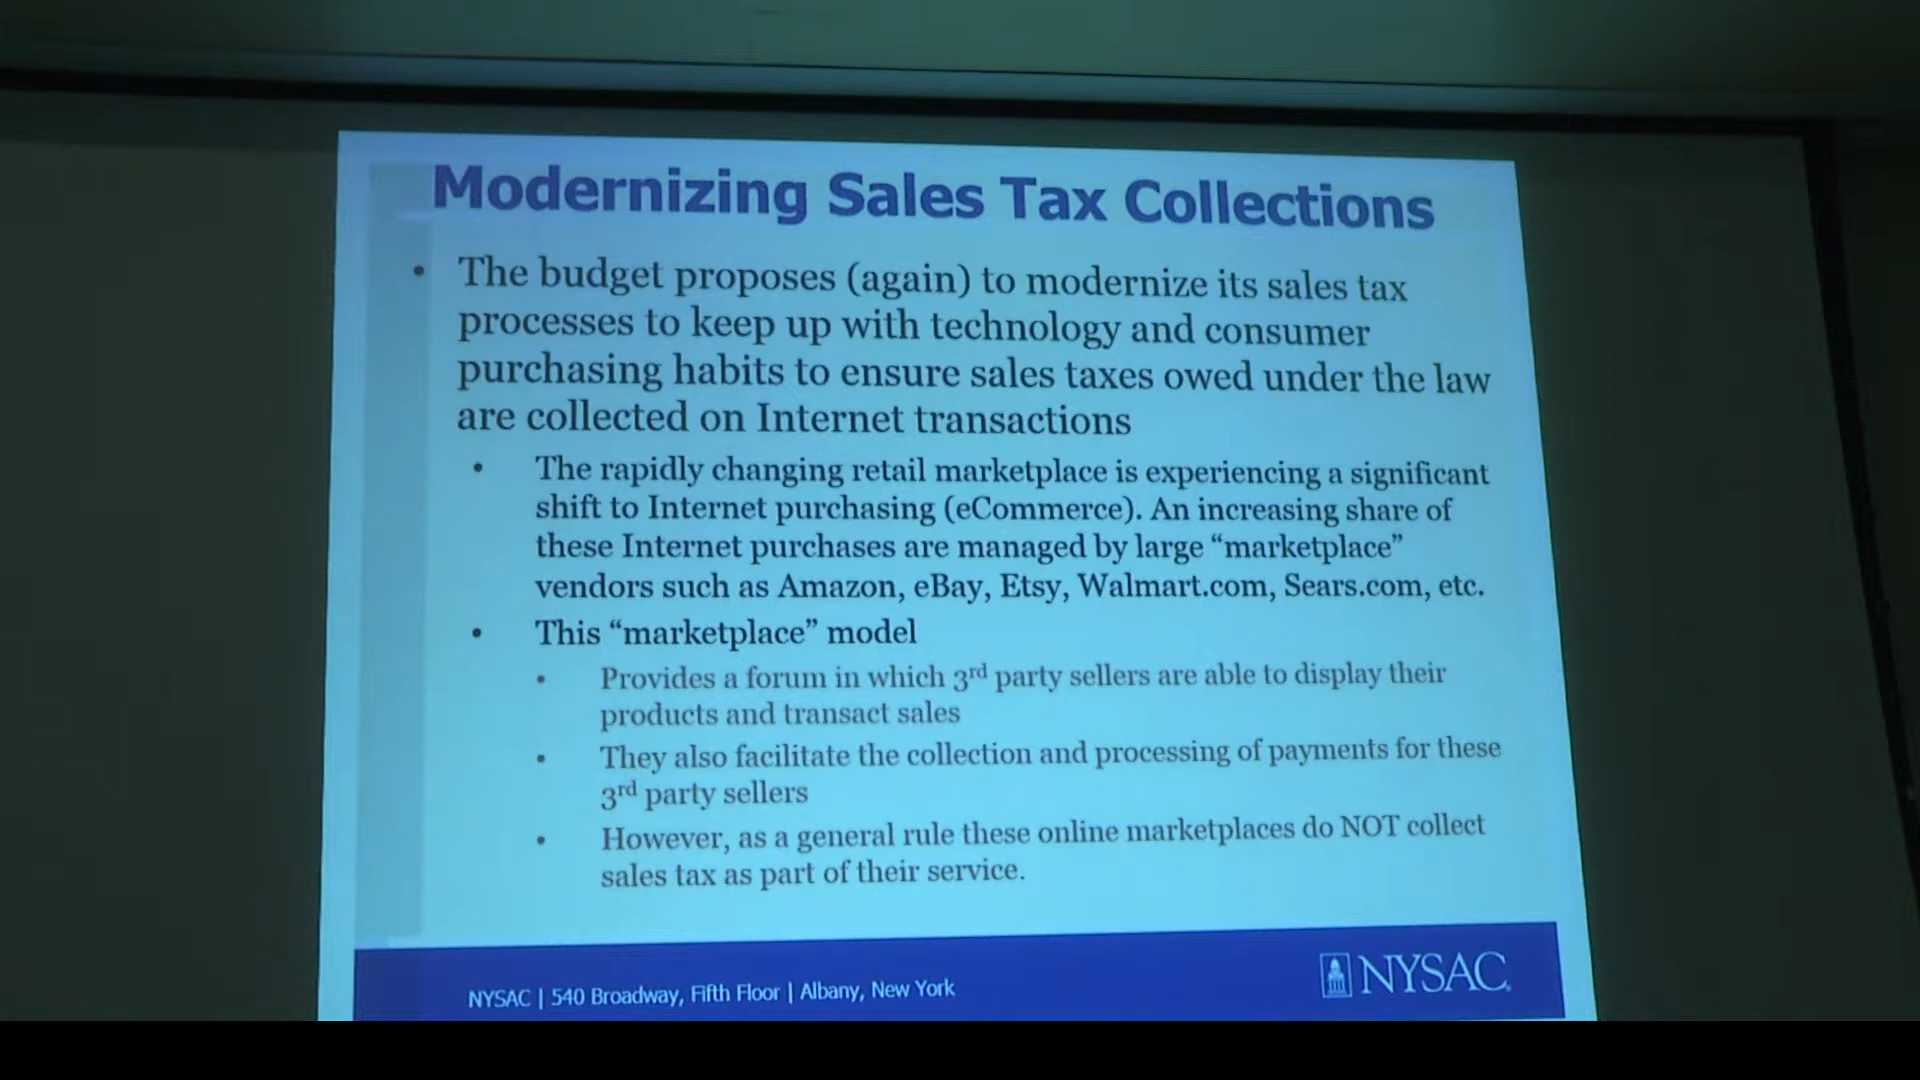 Modernizing Sales Tax Collections
• The budget proposes (again) to modernize its sales tax
processes to keep up with technology and consumer
purchasing habits to ensure sales taxes owed under the law
are collected on Internet transactions
• The rapidly changing retail marketplace is experiencing a significant
shift to Internet purchasing (eCommerce). An increasing share of
these Internet purchases are managed by large “marketplace”
vendors such as Amazon, eBay, Etsy, Walmart.com, Sears.com, etc.
• This “marketplace” model
• Provides a forum in which 3rd party sellers are able to display their
products and transact sales
• They also facilitate the collection and processing of payments for these
3rd party sellers
• However, as a general rule these online marketplaces do NOT collect
sales tax as part of their service.
NYSAC | 540 Broadway, Fifth Floor | Albany, New York
NYSAC